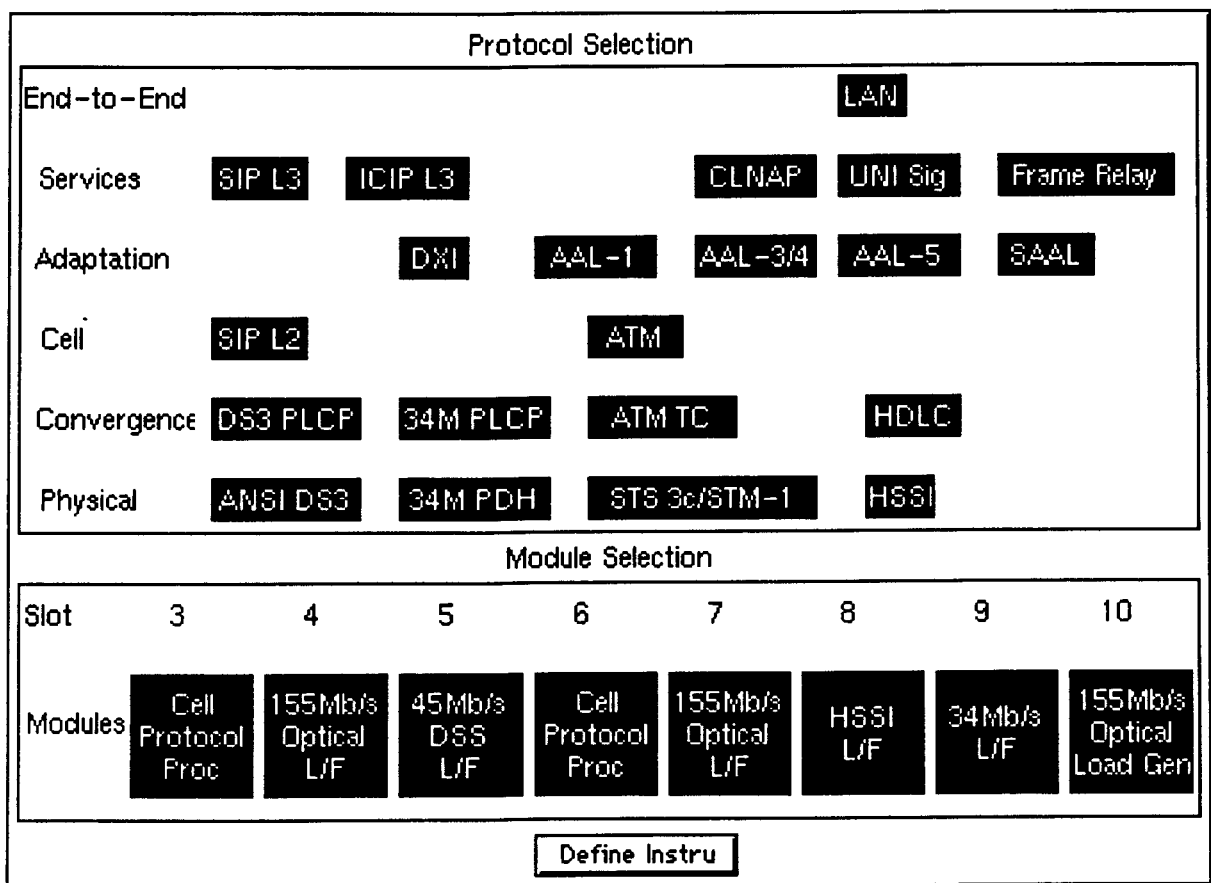 Protocol Selection
End-to-End LAN
Services SIP L3 ICIP L3 CLNAP UNI Sig Frame Relay
Adaptation DXI AAL-1 AAL-3/4 AAL-5 SAAL
Cell SIP L2 ATM
Convergence DS3 PLCP 34M PLCP ATM TC HDLC
Physical ANSI DS3 34M PDH STS 3c/STM-1 HSSI
Module Selection
Slot 3 4 5 6 7 8 9 10
Modules
Cell
Protocol
Proc
155Mb/s
Optical
L/F
45Mb/s
DSS
L/F
Cell
Protocol
Proc
155Mb/s
Optical
L/F
HSSI
L/F
34Mb/s
L/F
155Mb/s
Optical
Load Gen
Define Instru